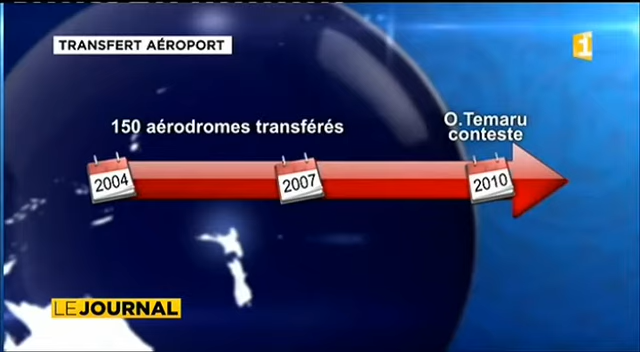 TRANSFERT AÉROPORT
1
150 aérodromes transférés
O.Temaru
conteste
2004
2007
2010
LE JOURNAL